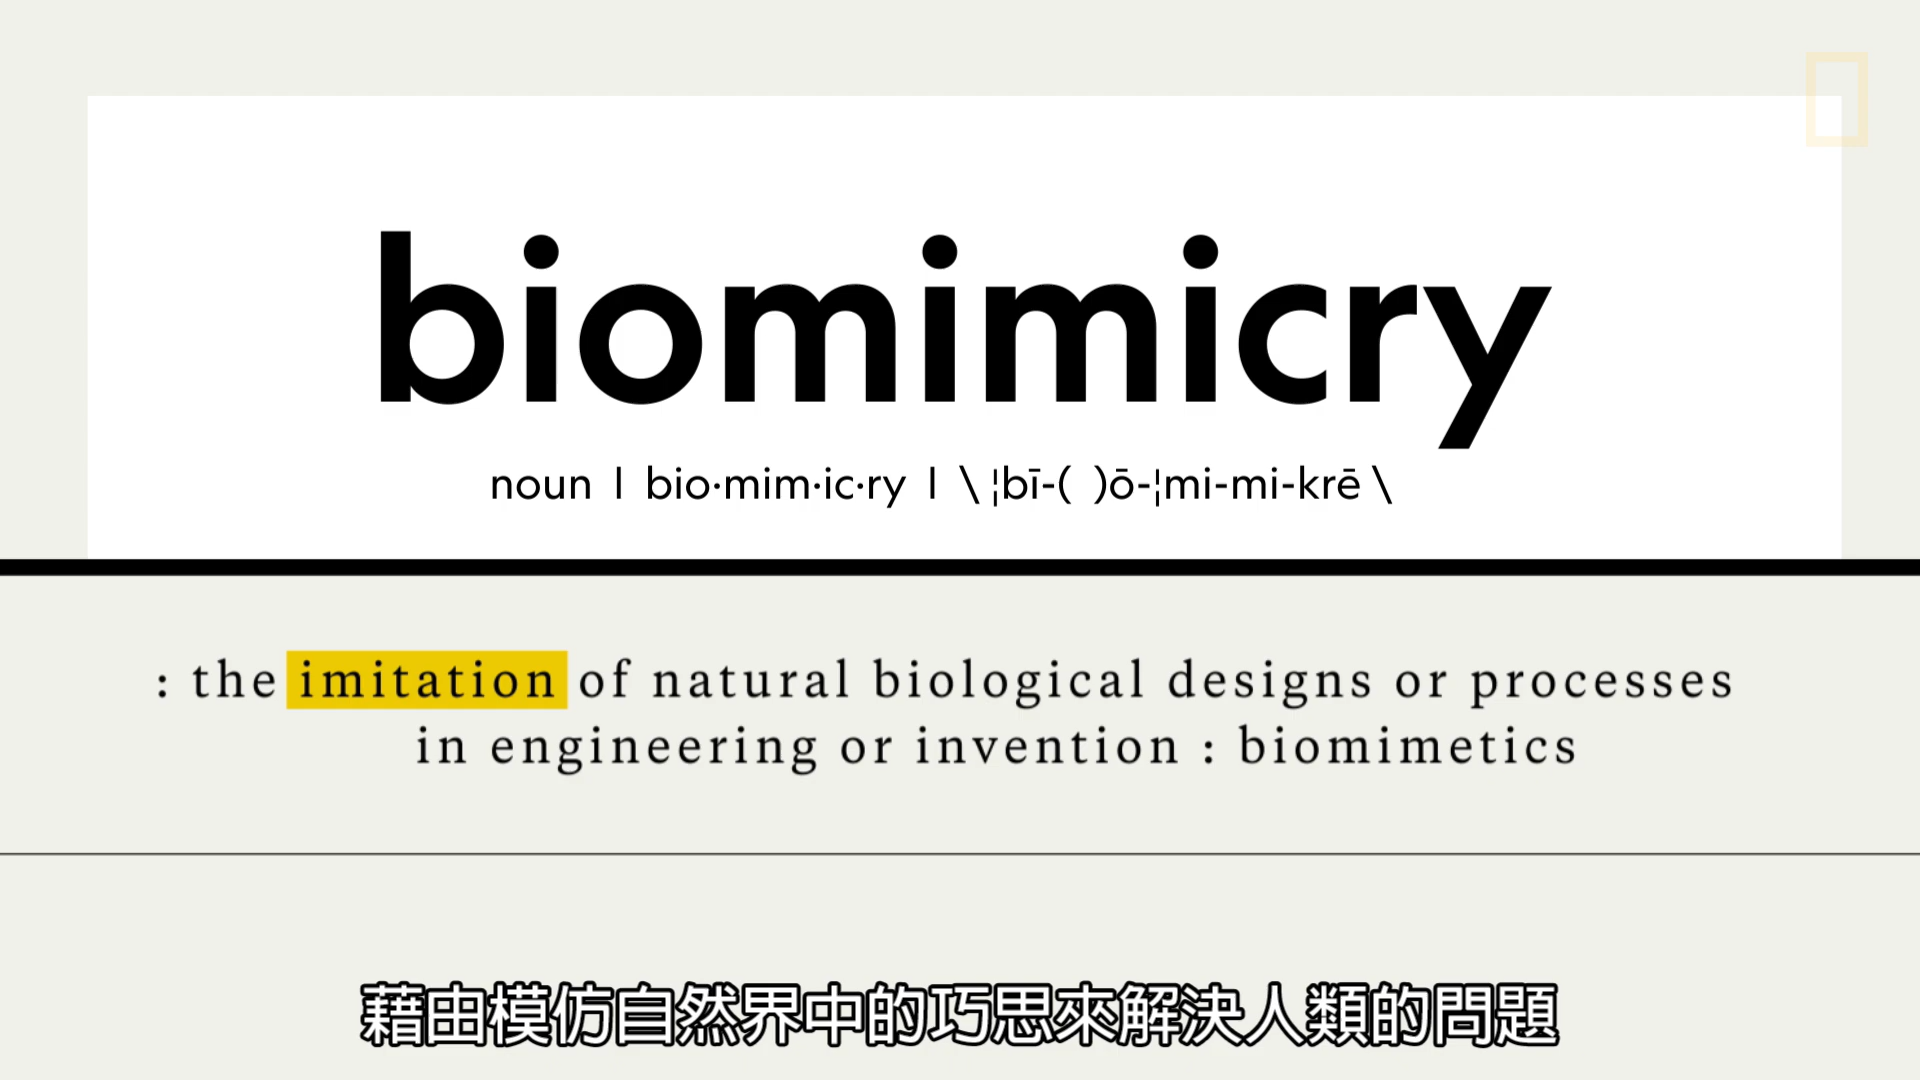 biomimicry
noun | bio·mim·ic·ry | \ ¦bī-( )ō-¦mi-mi-krē \
: the imitation of natural biological designs or processes
in engineering or invention : biomimetics
藉由模仿自然界中的巧思來解決人類的問題